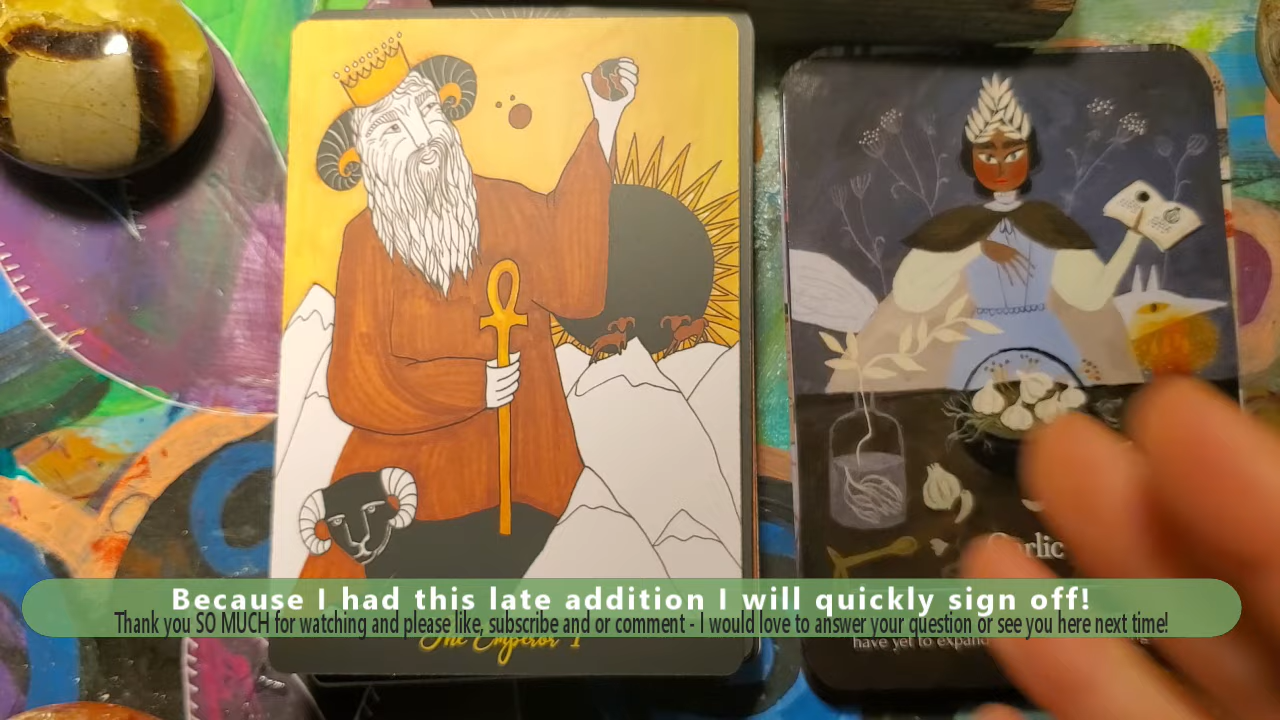 Garlic
Because I had this late addition I will quickly sign off!
Thank you SO MUCH for watching and please like, subscribe and or comment - I would love to answer your question or see you here next time!
The Emperor
have yet to expand